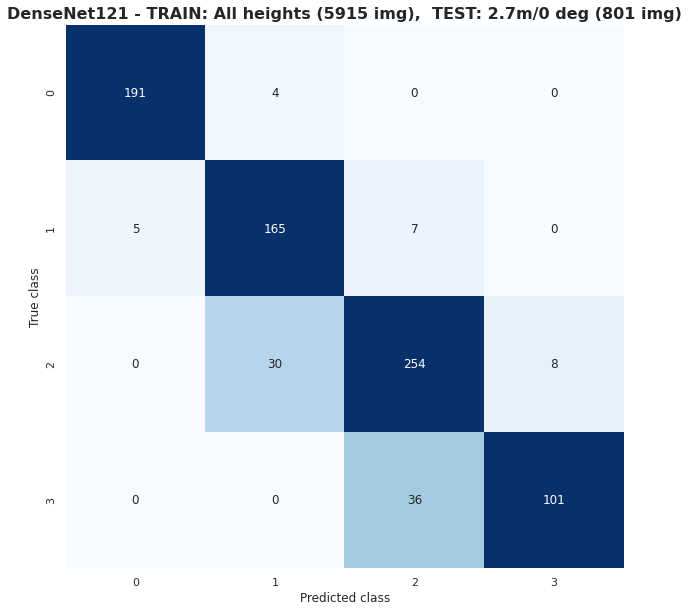 DenseNet121 - TRAIN: All heights (5915 img),  TEST: 2.7m/0 deg (801 img)
0 191 4 0 0
1 5 165 7 0
True class
2 0 30 254 8
3 0 0 36 101
0 1 2 3
Predicted class